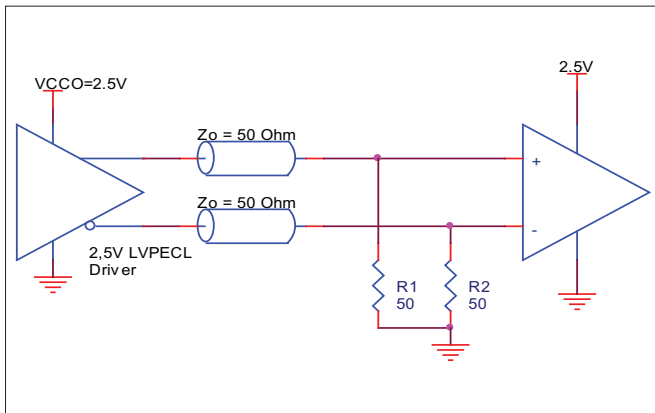 VCCO=2.5V
2.5V
Zo = 50 Ohm
Zo = 50 Ohm
+
-
2,5V LVPECL
Driver
R1
50
R2
50